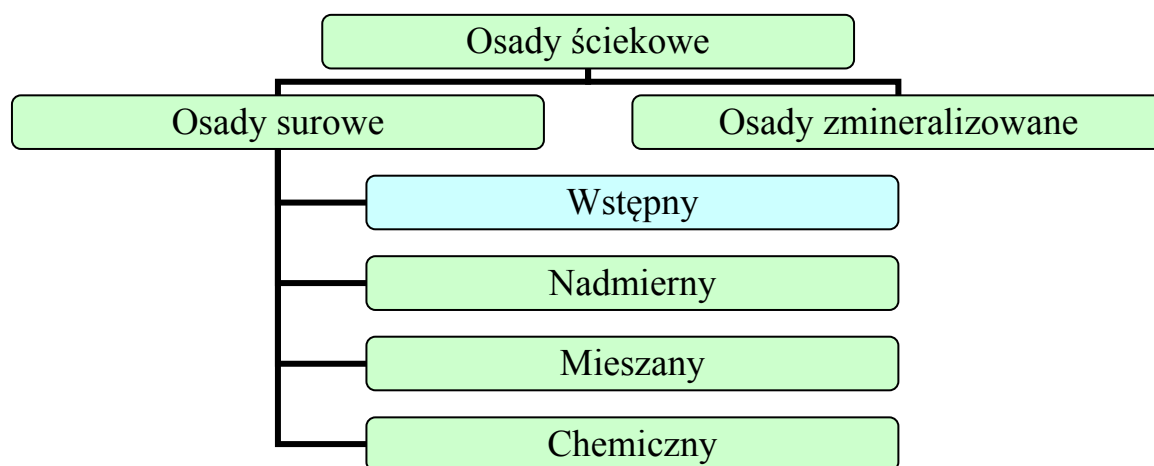 Osady ściekowe
Osady surowe
Osady zmineralizowane
Wstępny
Nadmierny
Mieszany
Chemiczny